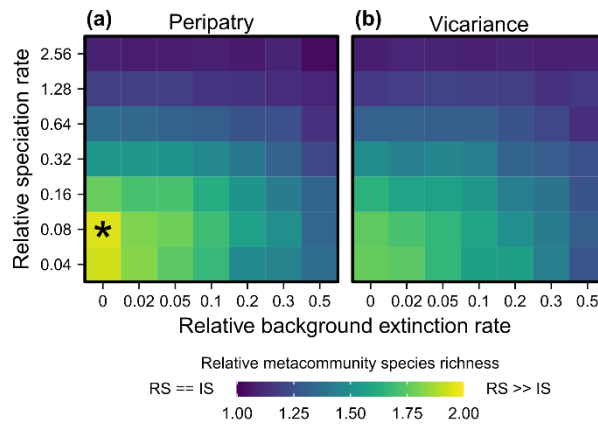 (a) Peripatry (b) Vicariance
Relative speciation rate
2.56
1.28
0.64
0.32
0.16
0.08 *
0.04
0 0.02 0.05 0.1 0.2 0.3 0.5 0 0.02 0.05 0.1 0.2 0.3 0.5
Relative background extinction rate
Relative metacommunity species richness
RS == IS RS >> IS
1.00 1.25 1.50 1.75 2.00